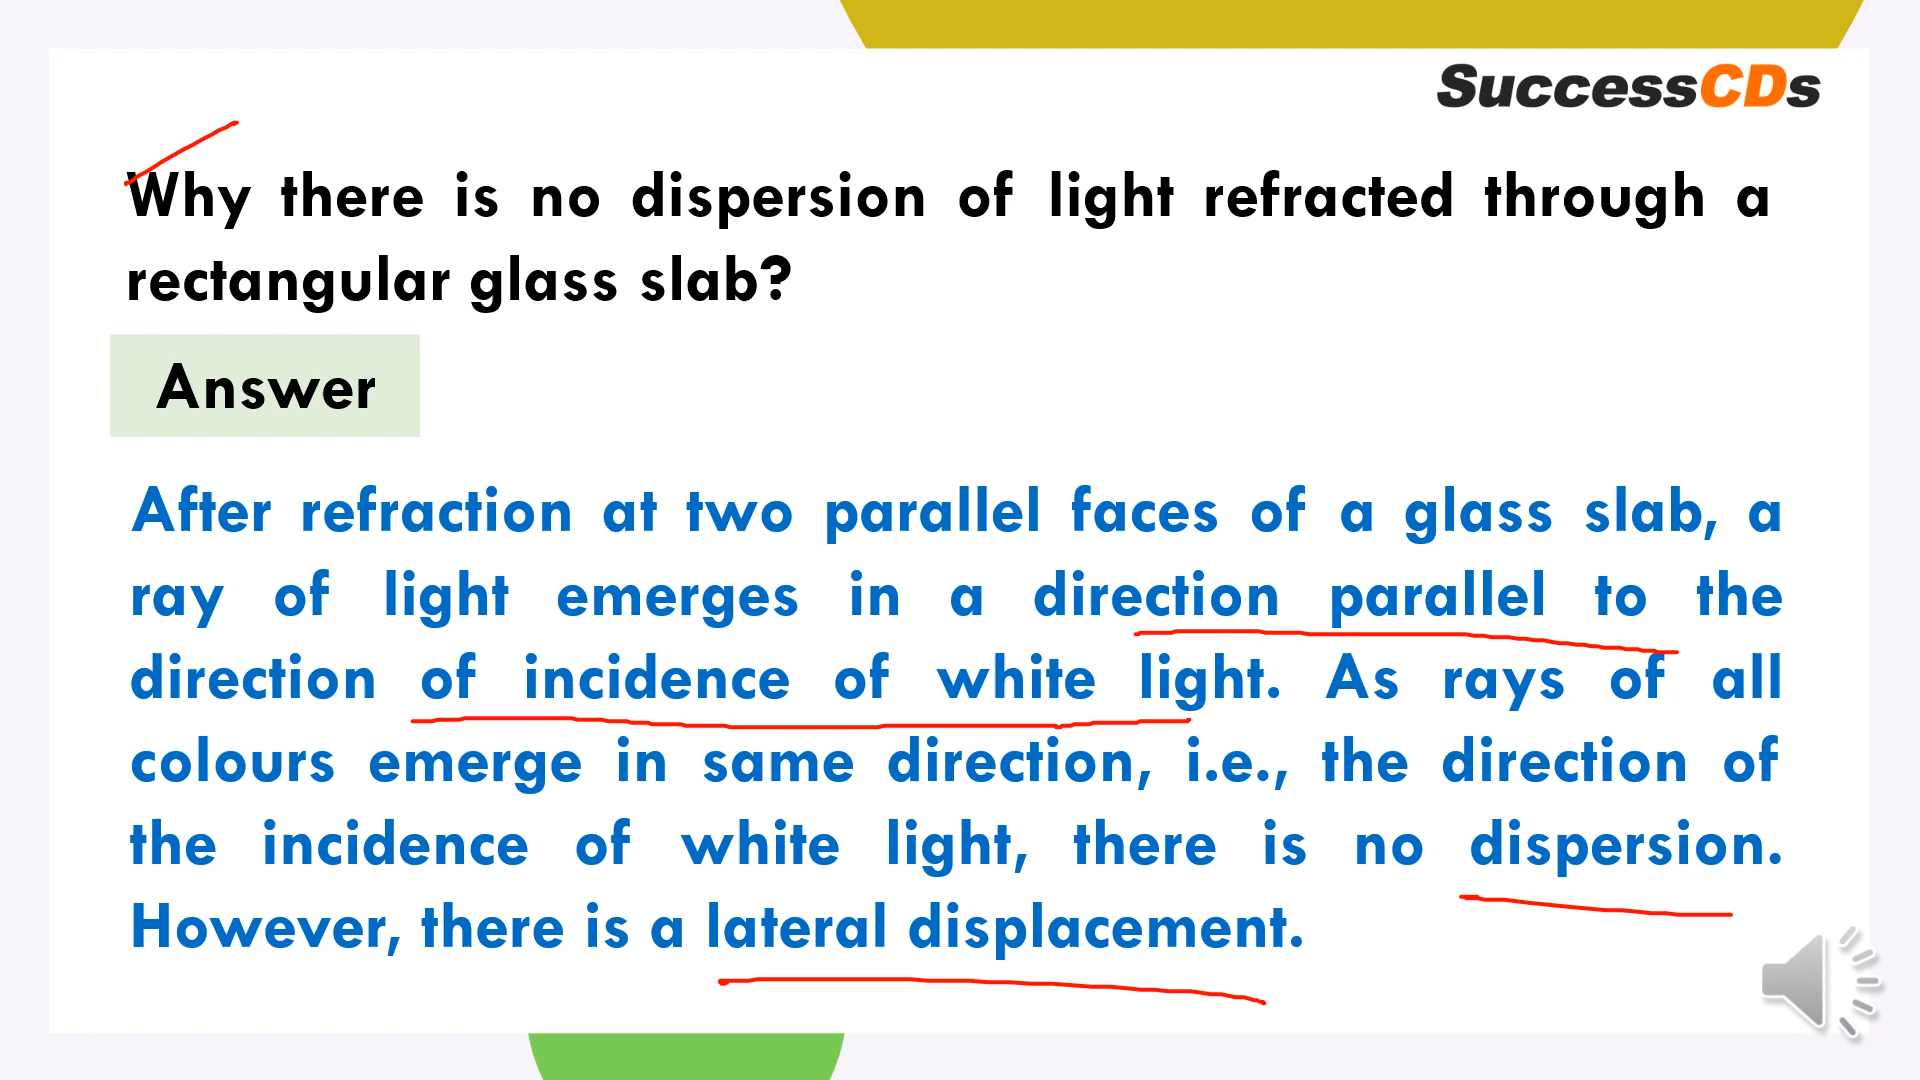 SuccessCDs
Why there is no dispersion of light refracted through a
rectangular glass slab?
Answer
After refraction at two parallel faces of a glass slab, a
ray of light emerges in a direction parallel to the
direction of incidence of white light. As rays of all
colours emerge in same direction, i.e., the direction of
the incidence of white light, there is no dispersion.
However, there is a lateral displacement.